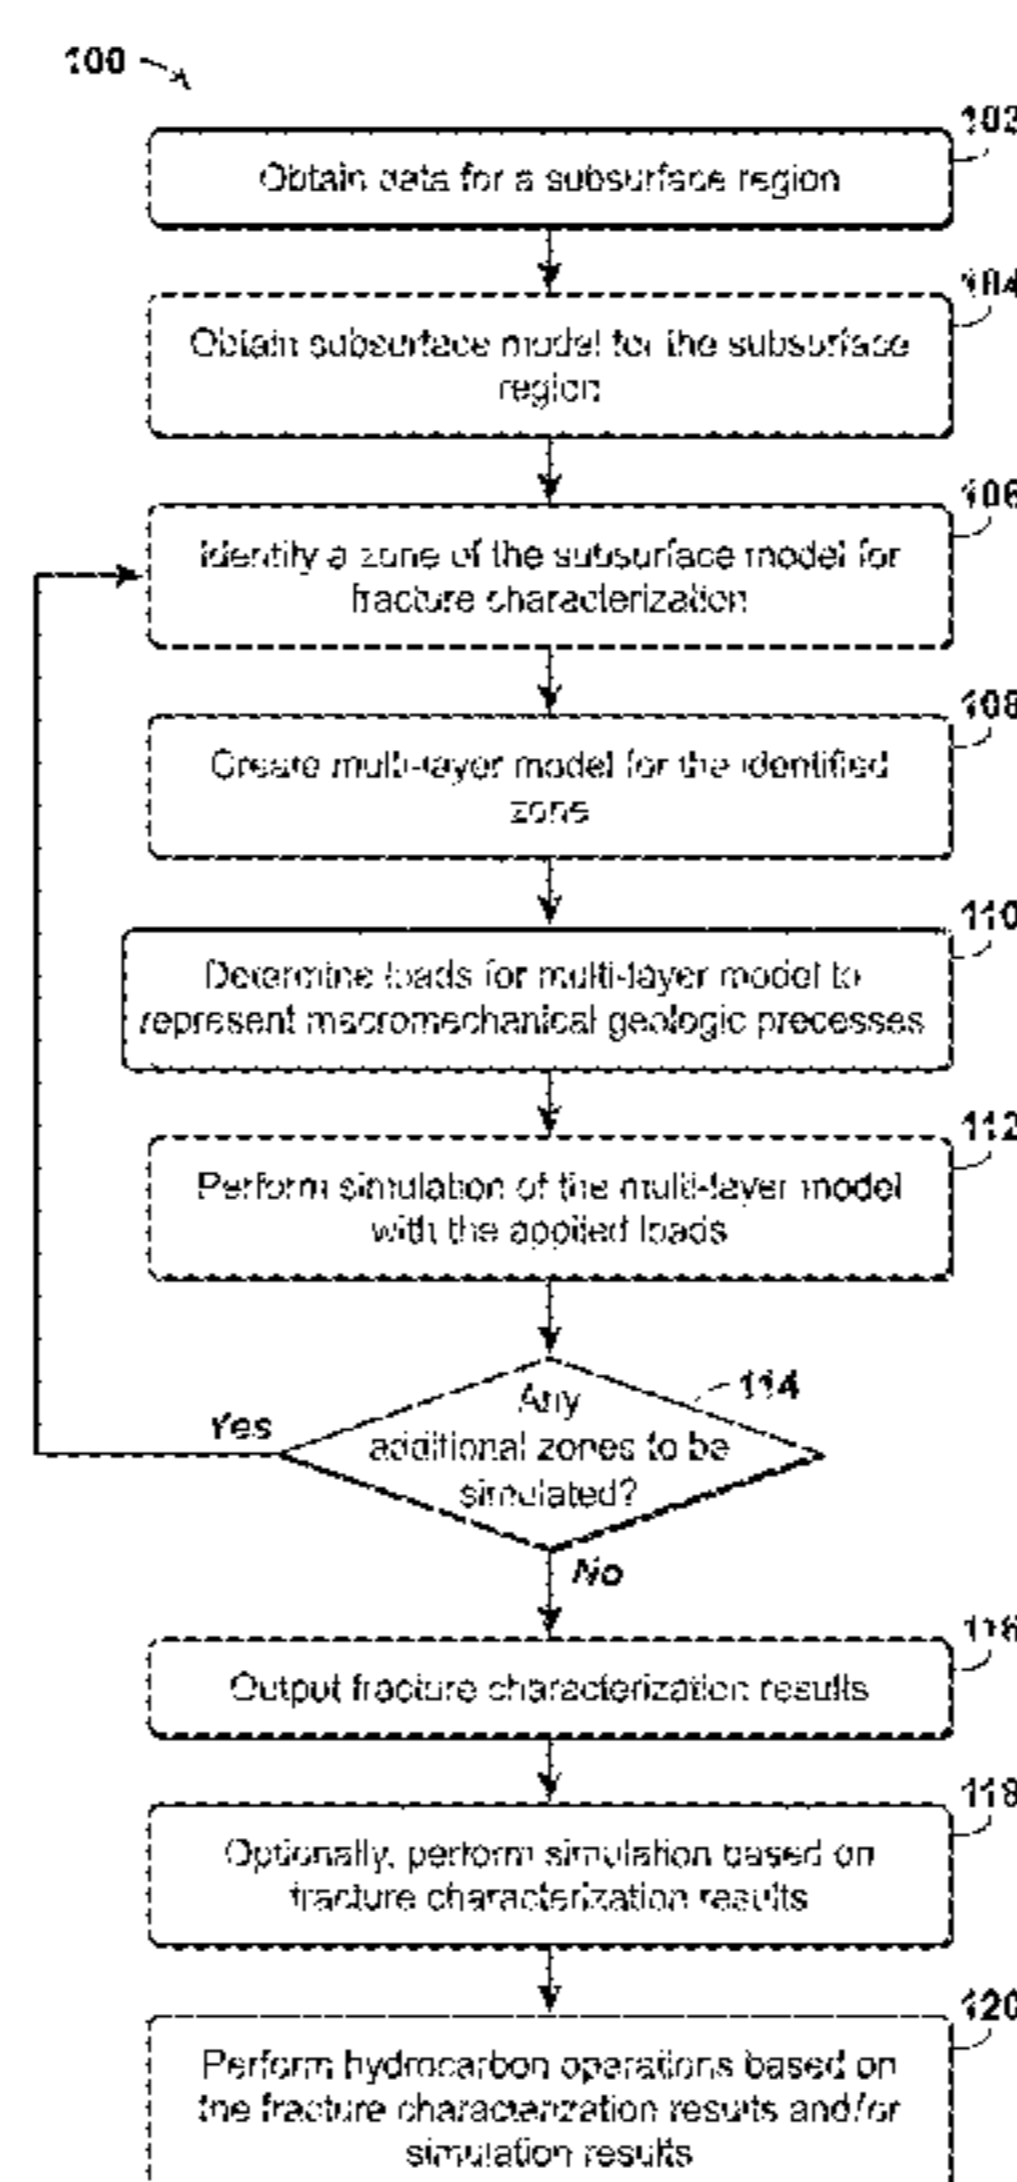 100
102
Obtain data for a subsurface region
104
Obtain subsurface model for the subsurface
region
106
Identify a zone of the subsurface model for
fracture characterization
108
Create multi-layer model for the identified
zone
110
Determine loads for multi-layer model to
represent macromechanical geologic processes
112
Perform simulation of the multi-layer model
with the applied loads
114
Any
additional zones to be
simulated?
Yes
No
116
Output fracture characterization results
118
Optionally, perform simulation based on
fracture characterization results
120
Perform hydrocarbon operations based on
the fracture characterization results and/or
simulation results